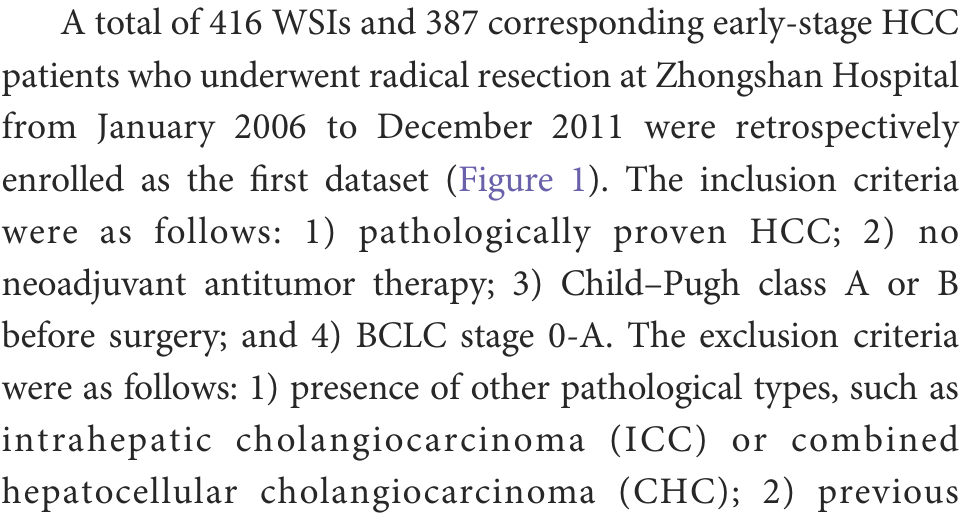 A total of 416 WSIs and 387 corresponding early-stage HCC
patients who underwent radical resection at Zhongshan Hospital
from January 2006 to December 2011 were retrospectively
enrolled as the first dataset (Figure 1). The inclusion criteria
were as follows: 1) pathologically proven HCC; 2) no
neoadjuvant antitumor therapy; 3) Child–Pugh class A or B
before surgery; and 4) BCLC stage 0-A. The exclusion criteria
were as follows: 1) presence of other pathological types, such as
intrahepatic cholangiocarcinoma (ICC) or combined
hepatocellular cholangiocarcinoma (CHC); 2) previous